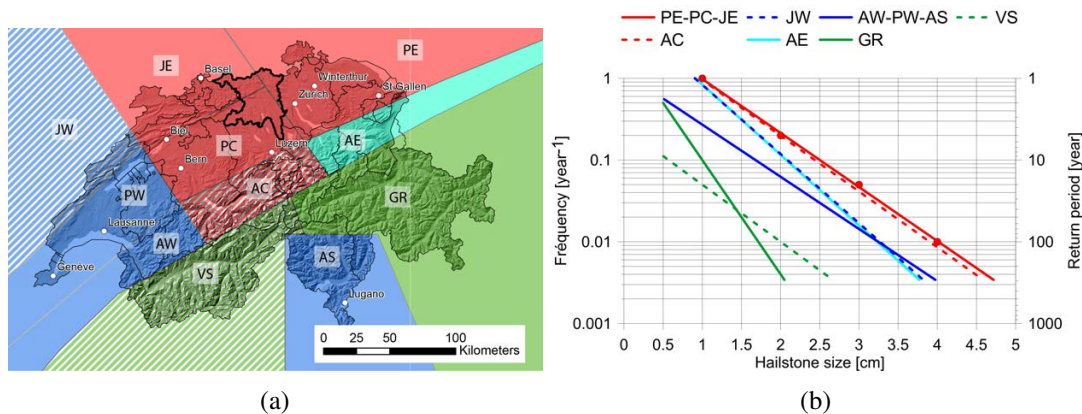 JE
PE
Basel
Winterthur
Zürich
St.Gallen
JW
Biel
PC
Luzern
AE
Bern
AC
PW
GR
Lausanne
AW
VS
AS
Genève
Lugano
0 25 50 100
Kilometers
(a)
PE-PC-JE JW AW-PW-AS VS
AC AE GR
Fréquency [year-1]
1
0.1
0.01
0.001
Return period [year]
1
10
100
1000
0 0.5 1 1.5 2 2.5 3 3.5 4 4.5 5
Hailstone size [cm]
(b)